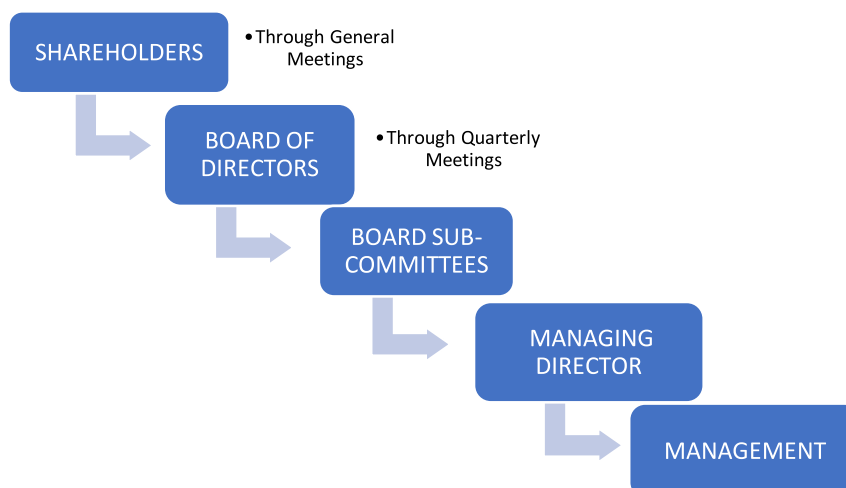 SHAREHOLDERS
•Through General
Meetings
BOARD OF
DIRECTORS
•Through Quarterly
Meetings
BOARD SUB-
COMMITTEES
MANAGING
DIRECTOR
MANAGEMENT